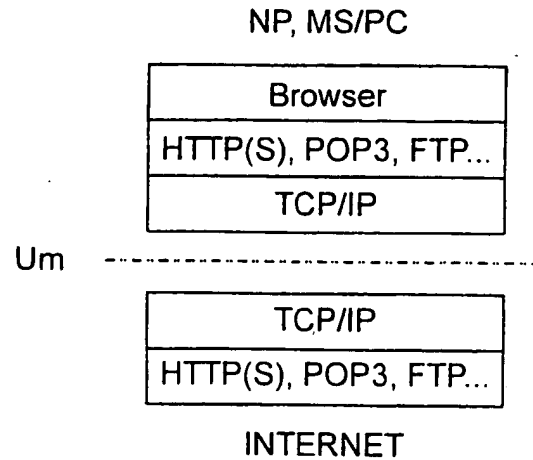 NP, MS/PC
Browser
HTTP(S), POP3, FTP...
TCP/IP
Um
TCP/IP
HTTP(S), POP3, FTP...
INTERNET